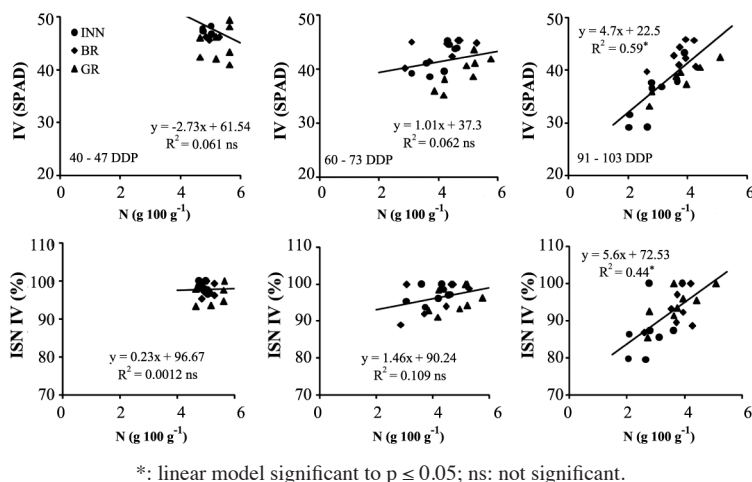 50
40
30
20
IV (SPAD)
INN
BR
GR
y = -2.73x + 61.54
R² = 0.061 ns
40 - 47 DDP
0 2 4 6
N (g 100 g⁻¹)
50
40
30
20
IV (SPAD)
y = 1.01x + 37.3
R² = 0.062 ns
60 - 73 DDP
0 2 4 6
N (g 100 g⁻¹)
50
40
30
20
IV (SPAD)
y = 4.7x + 22.5
R² = 0.59*
91 - 103 DDP
0 2 4 6
N (g 100 g⁻¹)
100
90
80
70
ISN IV (%)
y = 0.23x + 96.67
R² = 0.0012 ns
0 2 4 6
N (g 100 g⁻¹)
110
100
90
80
70
ISN IV (%)
y = 1.46x + 90.24
R² = 0.109 ns
0 2 4 6
N (g 100 g⁻¹)
110
100
90
80
70
ISN IV (%)
y = 5.6x + 72.53
R² = 0.44*
0 2 4 6
N (g 100 g⁻¹)
*: linear model significant to p ≤ 0.05; ns: not significant.